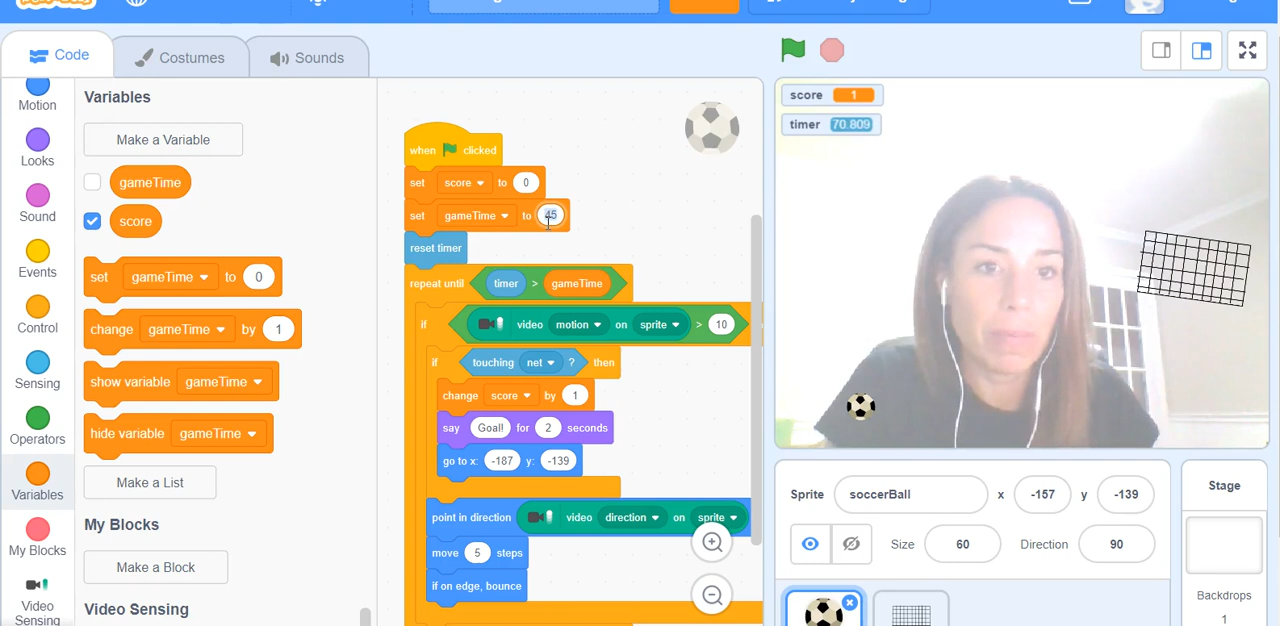 Code
Costumes
Sounds
Motion
Looks
Sound
Events
Control
Sensing
Operators
Variables
My Blocks
Video
Sensing
Variables
Make a Variable
gameTime
score
set gameTime to 0
change gameTime by 1
show variable gameTime
hide variable gameTime
Make a List
My Blocks
Make a Block
Video Sensing
when clicked
set score to 0
set gameTime to 45
reset timer
repeat until timer > gameTime
if video motion on sprite > 10
if touching net ? then
change score by 1
say Goal! for 2 seconds
go to x: -187 y: -139
point in direction video direction on sprite
move 5 steps
if on edge, bounce
score 1
timer 70.809
Sprite soccerBall x -157 y -139
Size 60 Direction 90
Stage
Backdrops
1